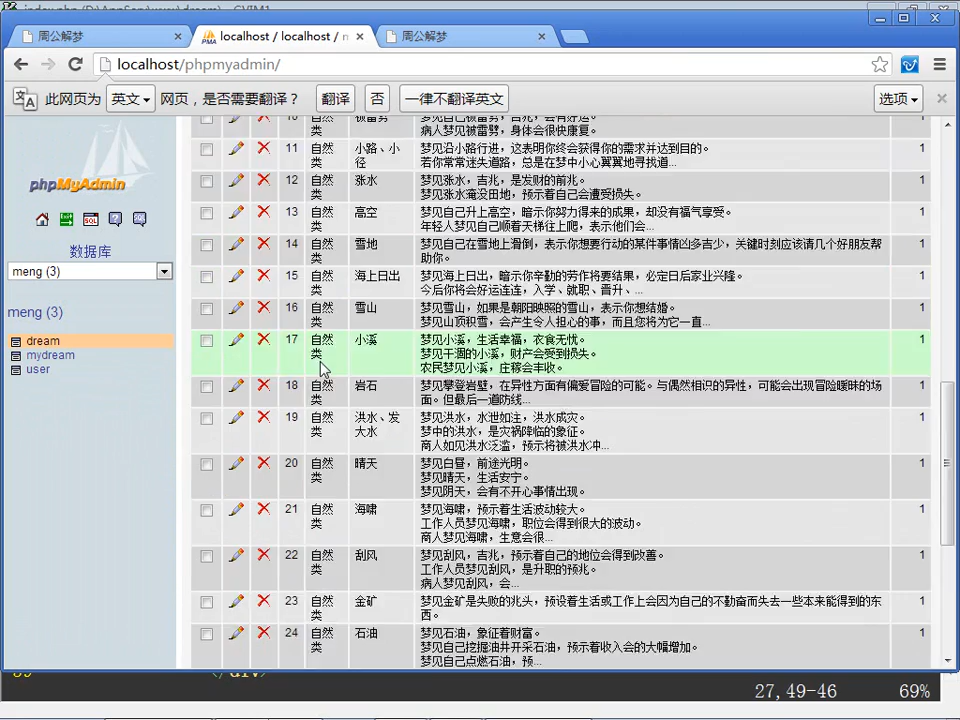 周公解梦
localhost / localhost / m
周公解梦
localhost/phpmyadmin/
此网页为 英文 网页，是否需要翻译？ 翻译 否 一律不翻译英文 选项
phpMyAdmin
数据库
meng (3)
meng (3)
dream
mydream
user
病人梦见被雷劈，身体会很快康复。
11 自然类 小路、小径 梦见沿小路行进，这表明你终会获得你的需求并达到目的。 1
若你常常迷失道路，总是在梦中小心翼翼地寻找道...
12 自然类 张水 梦见张水，吉兆，是发财的前兆。 1
梦见张水淹没田地，预示着自己会遭受损失。
13 自然类 高空 梦见自己升上高空，暗示你努力得来的成果，却没有福气享受。 1
年轻人梦见自己顺着天梯往上爬，表示他们会...
14 自然类 雪地 梦见自己在雪地上滑倒，表示你想要行动的某件事情凶多吉少，关键时刻应该请几个好朋友帮 1
助你。
15 自然类 海上日出 梦见海上日出，暗示你辛勤的劳作将要结果，必定日后家业兴隆。 1
今后你将会好运连连，入学、就职、晋升、...
16 自然类 雪山 梦见雪山，如果是朝阳映照的雪山，表示你想结婚。 1
梦见山顶积雪，会产生令人担心的事，而且您将为它一直...
17 自然类 小溪 梦见小溪，生活幸福，衣食无忧。 1
梦见干涸的小溪，财产会受到损失。
农民梦见小溪，庄稼会丰收。
18 自然类 岩石 梦见攀登岩壁，在异性方面有偏爱冒险的可能。与偶然相识的异性，可能会出现冒险暧昧的场 1
面。但最后一道防线...
19 自然类 洪水、发大水 梦见洪水，水泄如注，洪水成灾。 1
梦中的洪水，是灾祸降临的象征。
商人如见洪水泛滥，预示将被洪水冲...
20 自然类 晴天 梦见白昼，前途光明。 1
梦见晴天，生活安宁。
梦见阴天，会有不开心事情出现。
21 自然类 海啸 梦见海啸，预示着生活波动较大。 1
工作人员梦见海啸，职位会得到很大的波动。
商人梦见海啸，生意会很...
22 自然类 刮风 梦见刮风，吉兆，预示着自己的地位会得到改善。 1
工作人员梦见刮风，是升职的预兆。
病人梦见刮风，会...
23 自然类 金矿 梦见金矿是失败的兆头，预设着生活或工作上会因为自己的不勤奋而失去一些本来能得到的东 1
西。
24 自然类 石油 梦见石油，象征着财富。 1
梦见自己挖掘油井开采石油，预示着收入会的大幅增加。
梦见自己点燃石油，预...
27,49-46 69%